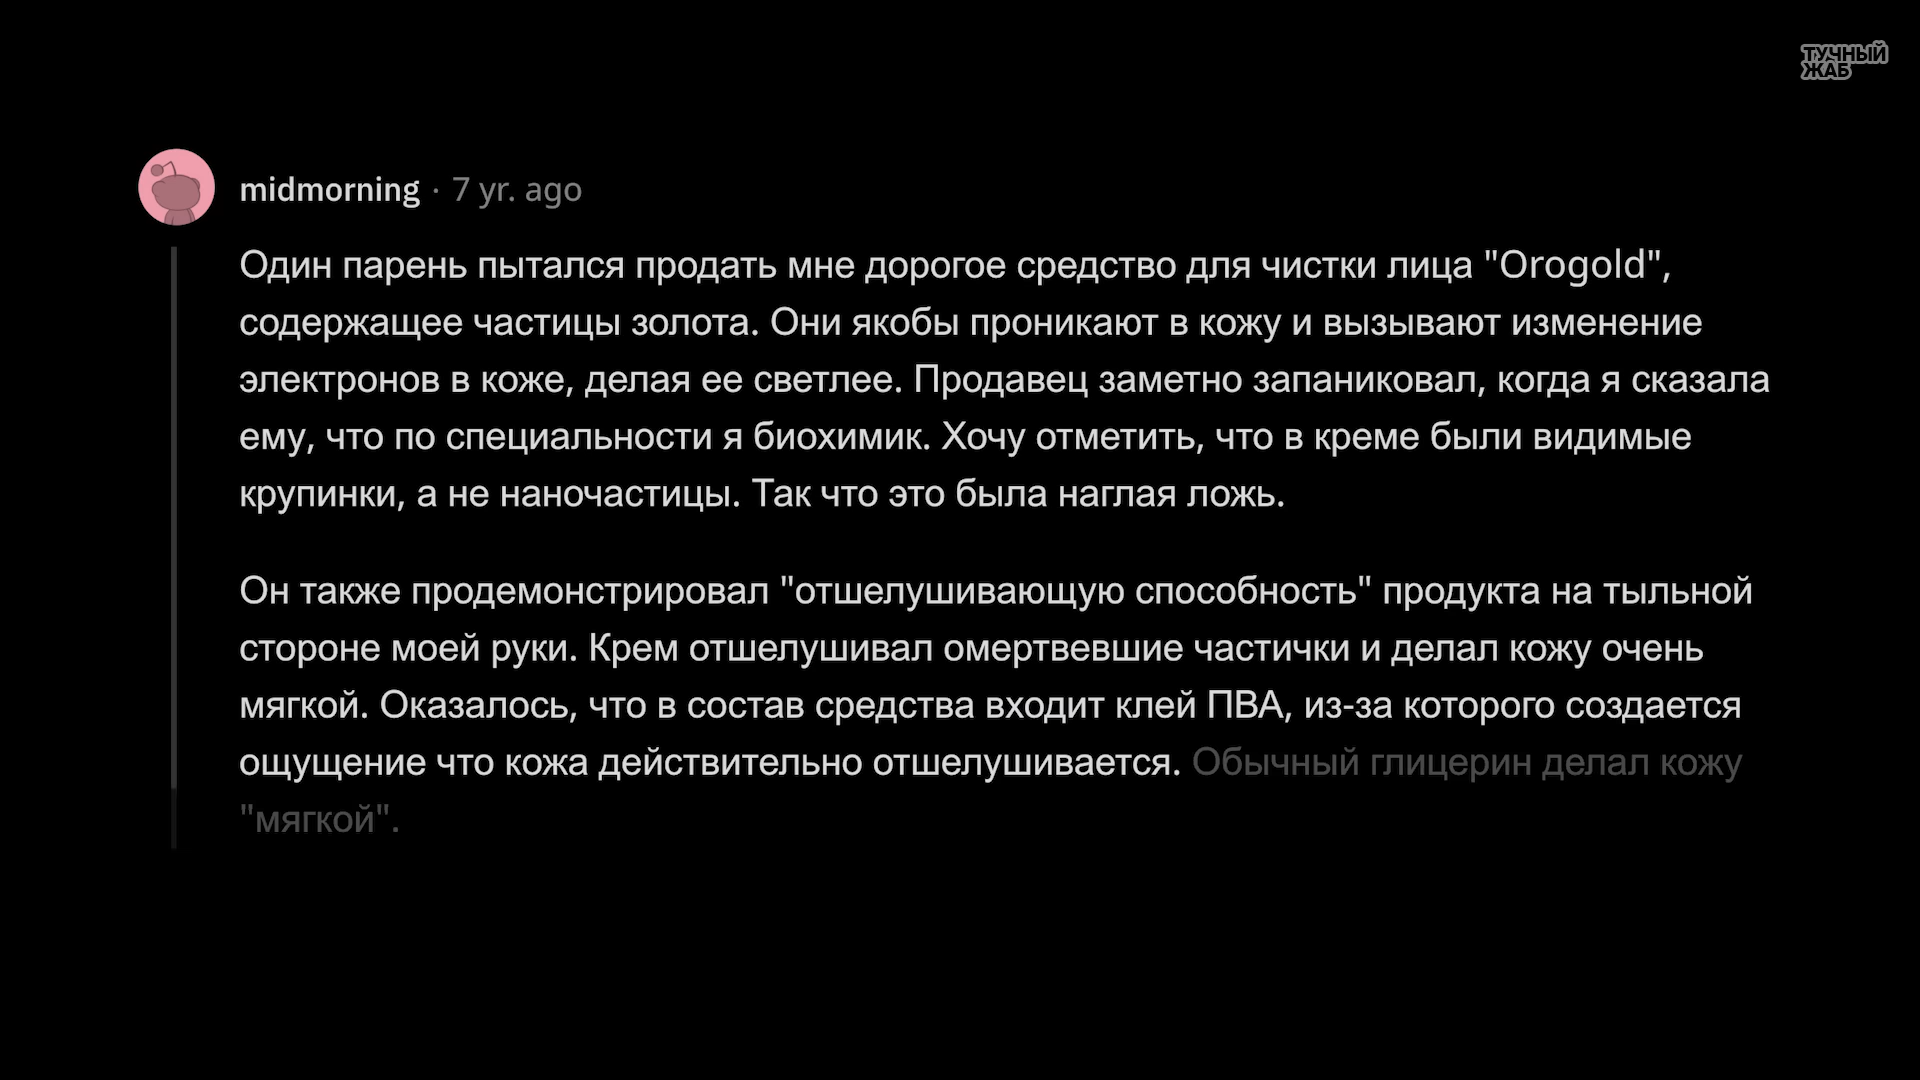 ТУЧНЫЙ
ЖАБ
midmorning · 7 yr. ago
Один парень пытался продать мне дорогое средство для чистки лица "Orogold",
содержащее частицы золота. Они якобы проникают в кожу и вызывают изменение
электронов в коже, делая ее светлее. Продавец заметно запаниковал, когда я сказала
ему, что по специальности я биохимик. Хочу отметить, что в креме были видимые
крупинки, а не наночастицы. Так что это была наглая ложь.
Он также продемонстрировал "отшелушивающую способность" продукта на тыльной
стороне моей руки. Крем отшелушивал омертвевшие частички и делал кожу очень
мягкой. Оказалось, что в состав средства входит клей ПВА, из-за которого создается
ощущение что кожа действительно отшелушивается. Обычный глицерин делал кожу
"мягкой".